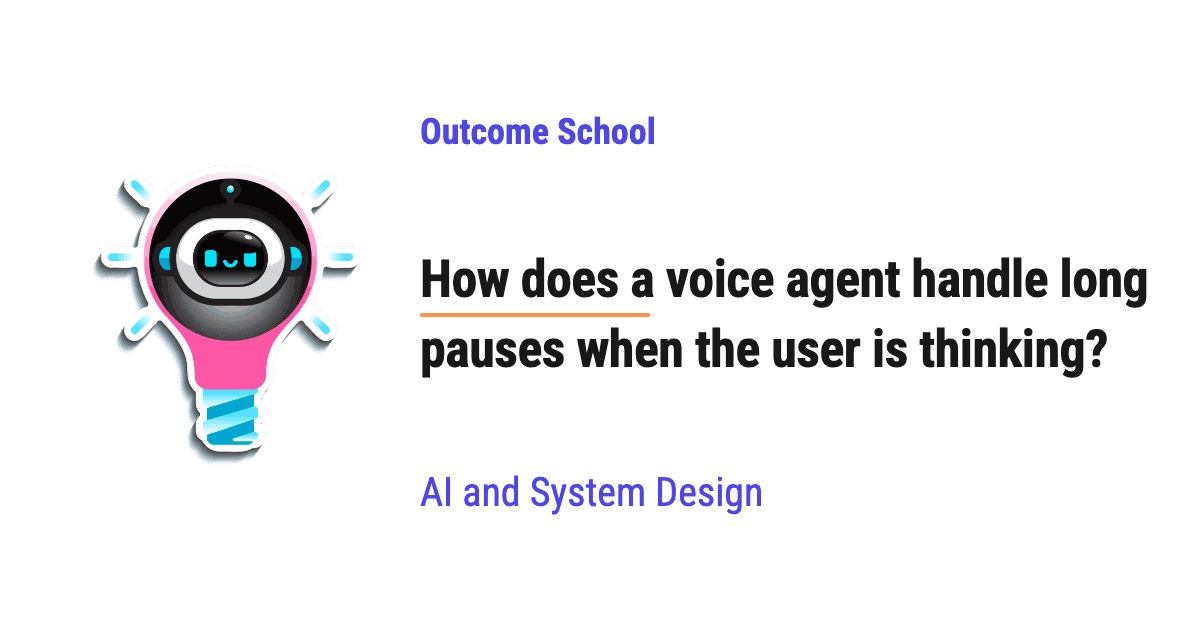 Outcome School
How does a voice agent handle long
pauses when the user is thinking?
AI and System Design